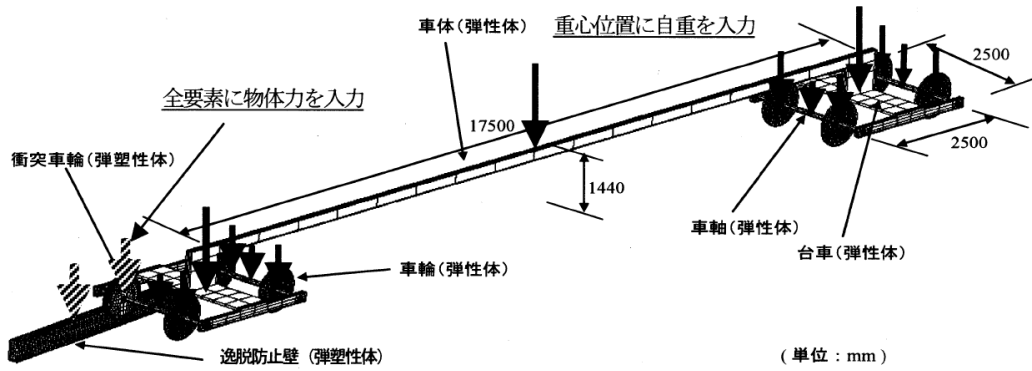 車体（弾性体）
重心位置に自重を入力
2500
全要素に物体力を入力
17500
衝突車輪（弾塑性体）
2500
1440
車軸（弾性体）
台車（弾性体）
車輪（弾性体）
逸脱防止壁（弾塑性体）
（単位：mm）